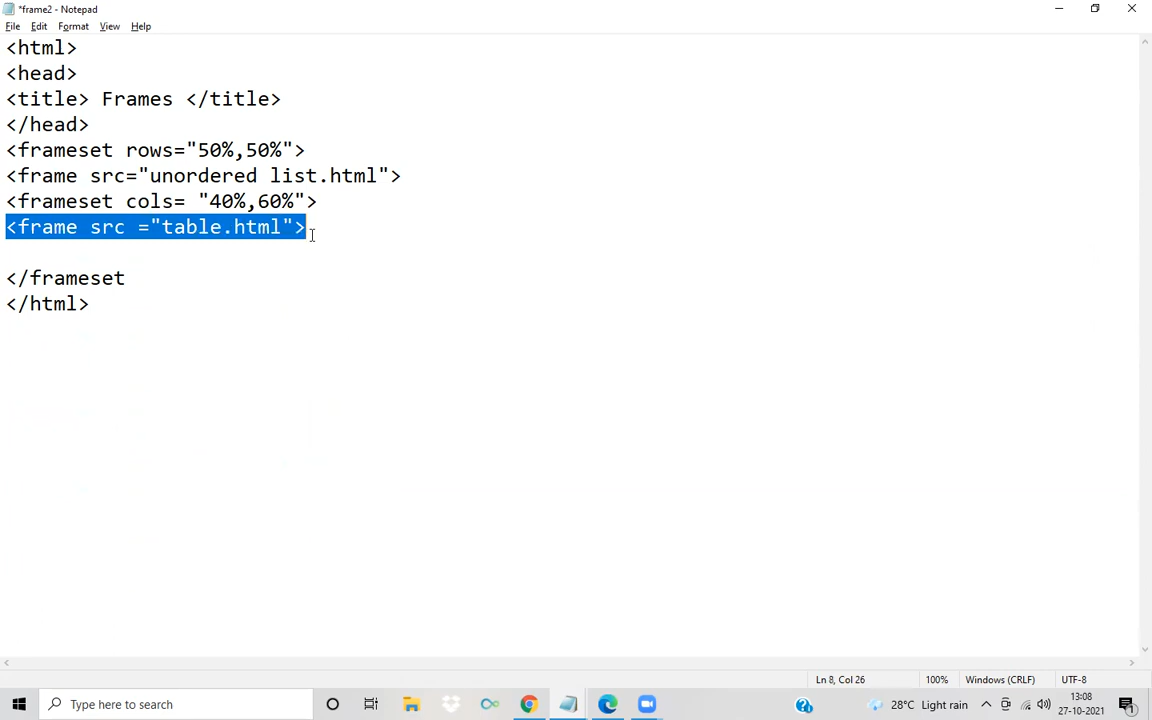 *frame2 - Notepad
File Edit Format View Help
<html>
<head>
<title> Frames </title>
</head>
<frameset rows="50%,50%">
<frame src="unordered list.html">
<frameset cols= "40%,60%">
<frame src ="table.html">
</frameset
</html>
Ln 8, Col 26 100% Windows (CRLF) UTF-8
Type here to search 28°C Light rain 13:08
27-10-2021